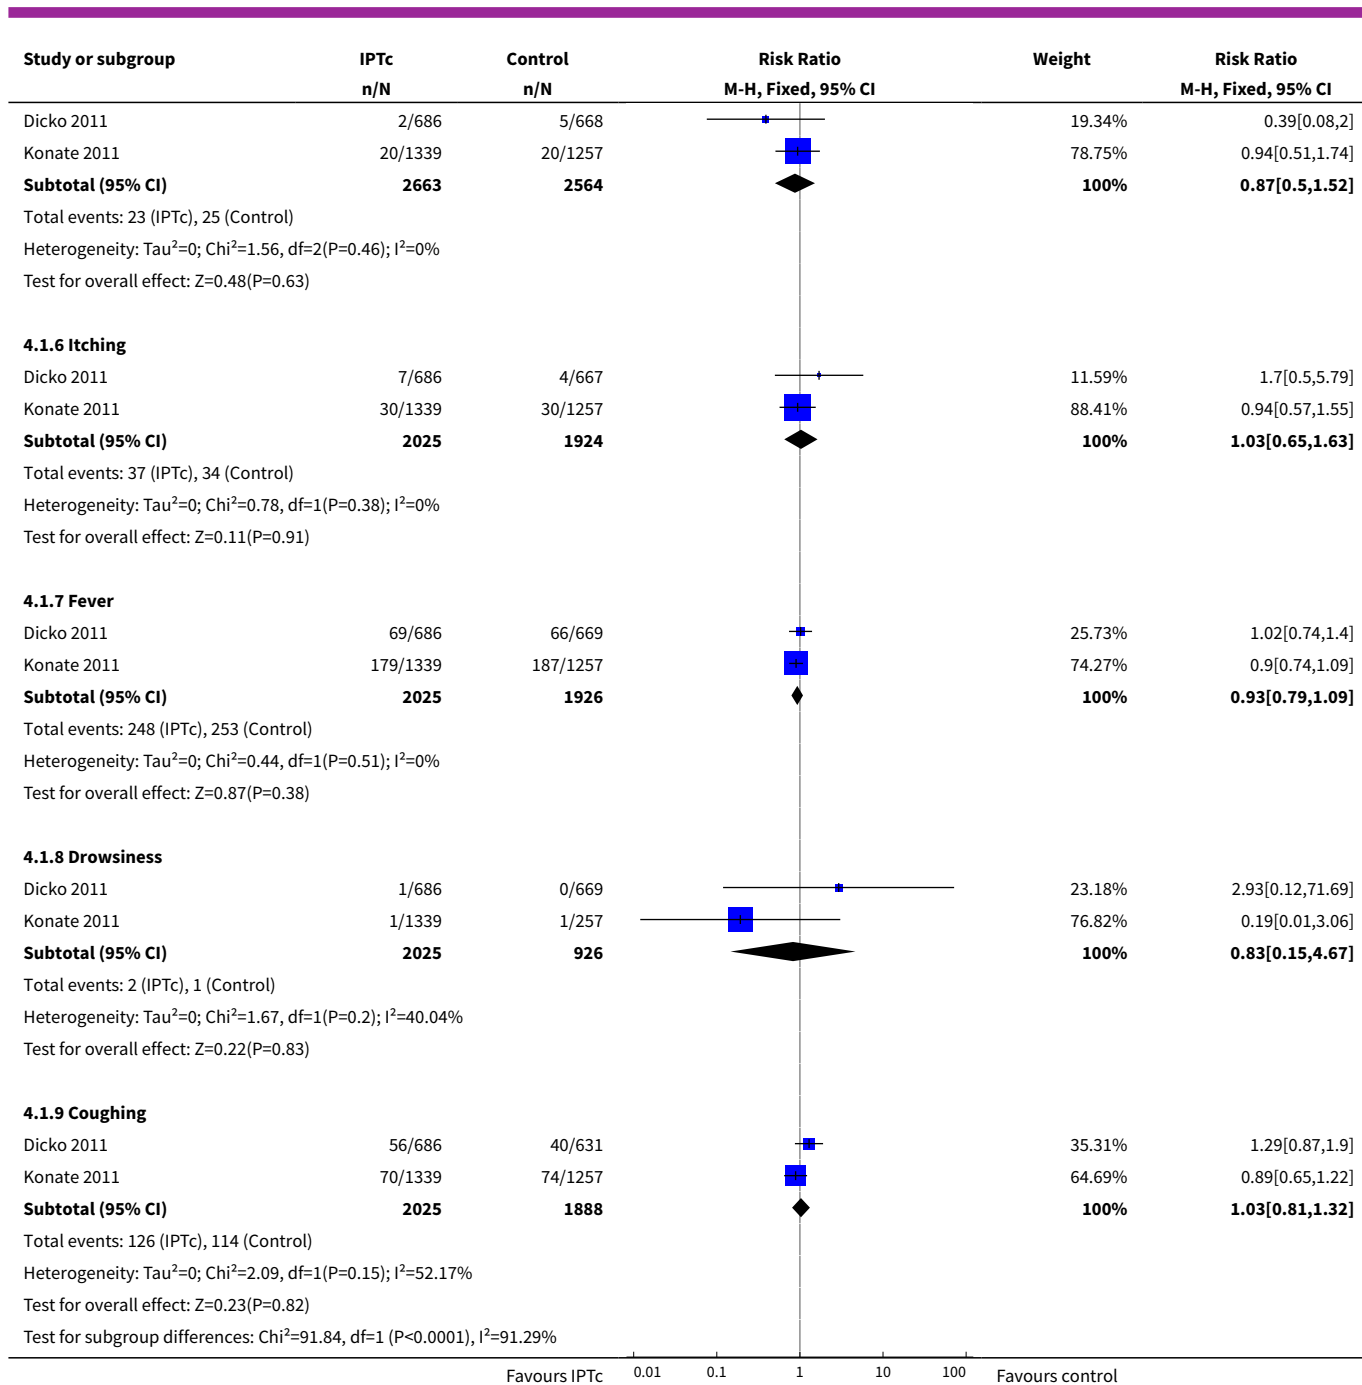 Study or subgroup IPTc Control Risk Ratio Weight Risk Ratio
n/N n/N M-H, Fixed, 95% CI M-H, Fixed, 95% CI
Dicko 2011 2/686 5/668 19.34% 0.39[0.08,2]
Konate 2011 20/1339 20/1257 78.75% 0.94[0.51,1.74]
Subtotal (95% CI) 2663 2564 100% 0.87[0.5,1.52]
Total events: 23 (IPTc), 25 (Control)
Heterogeneity: Tau²=0; Chi²=1.56, df=2(P=0.46); I²=0%
Test for overall effect: Z=0.48(P=0.63)
4.1.6 Itching
Dicko 2011 7/686 4/667 11.59% 1.7[0.5,5.79]
Konate 2011 30/1339 30/1257 88.41% 0.94[0.57,1.55]
Subtotal (95% CI) 2025 1924 100% 1.03[0.65,1.63]
Total events: 37 (IPTc), 34 (Control)
Heterogeneity: Tau²=0; Chi²=0.78, df=1(P=0.38); I²=0%
Test for overall effect: Z=0.11(P=0.91)
4.1.7 Fever
Dicko 2011 69/686 66/669 25.73% 1.02[0.74,1.4]
Konate 2011 179/1339 187/1257 74.27% 0.9[0.74,1.09]
Subtotal (95% CI) 2025 1926 100% 0.93[0.79,1.09]
Total events: 248 (IPTc), 253 (Control)
Heterogeneity: Tau²=0; Chi²=0.44, df=1(P=0.51); I²=0%
Test for overall effect: Z=0.87(P=0.38)
4.1.8 Drowsiness
Dicko 2011 1/686 0/669 23.18% 2.93[0.12,71.69]
Konate 2011 1/1339 1/257 76.82% 0.19[0.01,3.06]
Subtotal (95% CI) 2025 926 100% 0.83[0.15,4.67]
Total events: 2 (IPTc), 1 (Control)
Heterogeneity: Tau²=0; Chi²=1.67, df=1(P=0.2); I²=40.04%
Test for overall effect: Z=0.22(P=0.83)
4.1.9 Coughing
Dicko 2011 56/686 40/631 35.31% 1.29[0.87,1.9]
Konate 2011 70/1339 74/1257 64.69% 0.89[0.65,1.22]
Subtotal (95% CI) 2025 1888 100% 1.03[0.81,1.32]
Total events: 126 (IPTc), 114 (Control)
Heterogeneity: Tau²=0; Chi²=2.09, df=1(P=0.15); I²=52.17%
Test for overall effect: Z=0.23(P=0.82)
Test for subgroup differences: Chi²=91.84, df=1 (P<0.0001), I²=91.29%
Favours IPTc 0.01 0.1 1 10 100 Favours control